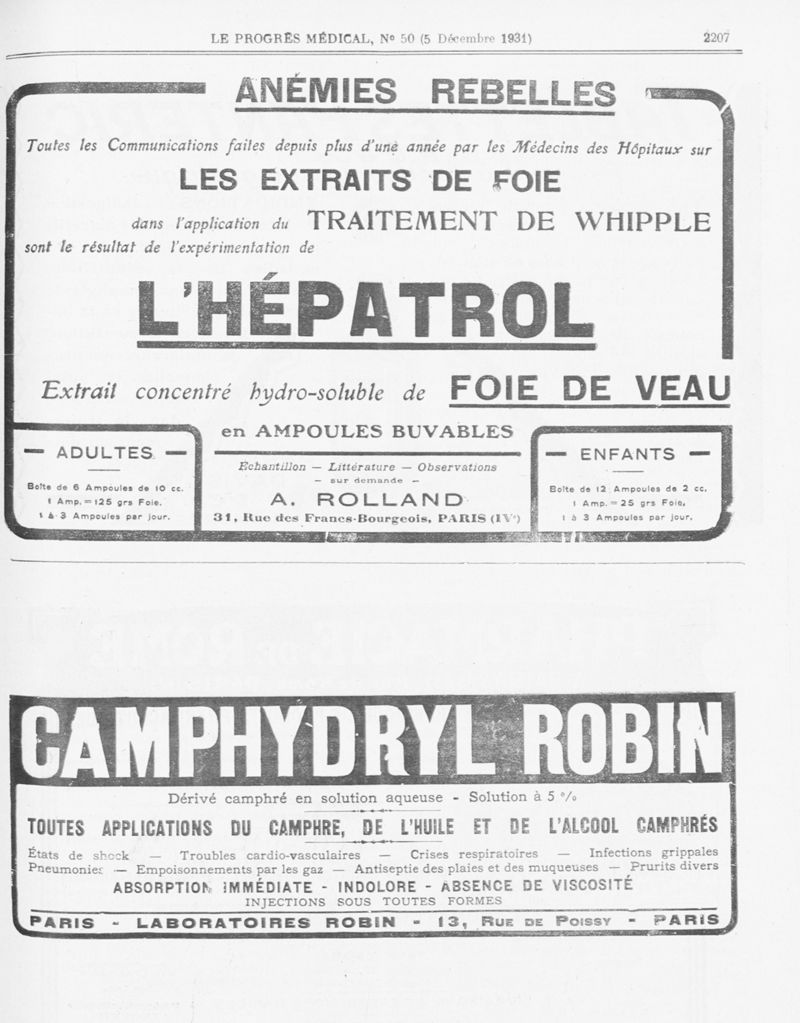 LE PROGRÈS MÉDICAL, Nº 50 (5 Décembre 1931) 2207
ANÉMIES REBELLES
Toutes les Communications faites depuis plus d'une année par les Médecins des Hôpitaux sur
LES EXTRAITS DE FOIE
dans l'application du TRAITEMENT DE WHIPPLE
sont le résultat de l'expérimentation de
L'HÉPATROL
Extrait concentré hydro-soluble de FOIE DE VEAU
en AMPOULES BUVABLES
— ADULTES —
Boîte de 6 Ampoules de 10 cc.
1 Amp. = 125 grs Foie.
1 à 3 Ampoules par jour.
Echantillon — Littérature — Observations
— sur demande —
A. ROLLAND
31, Rue des Francs-Bourgeois, PARIS (IVᵉ)
— ENFANTS —
Boîte de 12 Ampoules de 2 cc.
1 Amp. = 25 grs Foie.
1 à 3 Ampoules par jour.
CAMPHYDRYL ROBIN
Dérivé camphré en solution aqueuse - Solution à 5 %
TOUTES APPLICATIONS DU CAMPHRE, DE L'HUILE ET DE L'ALCOOL CAMPHRÉS
États de shock — Troubles cardio-vasculaires — Crises respiratoires — Infections grippales
Pneumonies — Empoisonnements par les gaz — Antiseptie des plaies et des muqueuses — Prurits divers
ABSORPTION IMMÉDIATE - INDOLORE - ABSENCE DE VISCOSITÉ
INJECTIONS SOUS TOUTES FORMES
PARIS - LABORATOIRES ROBIN - 13, RUE DE POISSY - PARIS